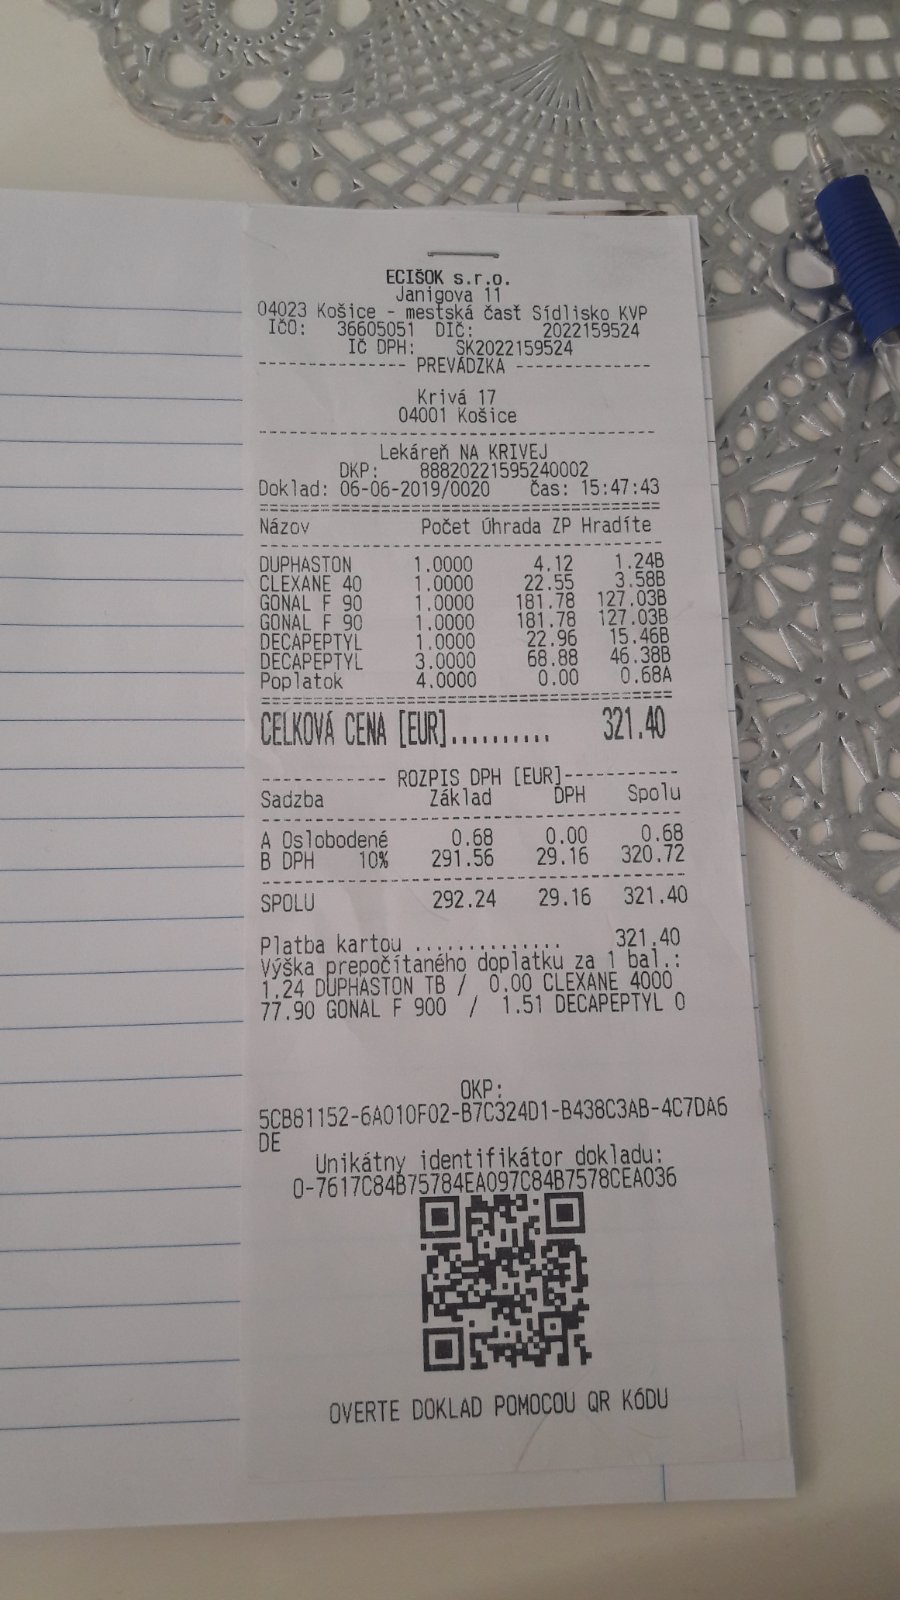 ECIŠOK s.r.o.
Janigova 11
04023 Košice - mestská časť Sídlisko KVP
IČO: 36605051 DIČ: 2022159524
IČ DPH: SK2022159524
-------------- PREVÁDZKA --------------
Krivá 17
04001 Košice
Lekáreň NA KRIVEJ
DKP: 88820221595240002
Doklad: 06-06-2019/0020 Čas: 15:47:43
Názov Počet Úhrada ZP Hradíte
DUPHASTON 1.0000 4.12 1.24B
CLEXANE 40 1.0000 22.55 3.58B
GONAL F 90 1.0000 181.78 127.03B
GONAL F 90 1.0000 181.78 127.03B
DECAPEPTYL 1.0000 22.96 15.46B
DECAPEPTYL 3.0000 68.88 46.38B
Poplatok 4.0000 0.00 0.68A
CELKOVÁ CENA [EUR].......... 321.40
------------ ROZPIS DPH [EUR]------------
Sadzba Základ DPH Spolu
A Oslobodené 0.68 0.00 0.68
B DPH 10% 291.56 29.16 320.72
SPOLU 292.24 29.16 321.40
Platba kartou .............. 321.40
Výška prepočítaného doplatku za 1 bal.:
1.24 DUPHASTON TB / 0.00 CLEXANE 4000
77.90 GONAL F 900 / 1.51 DECAPEPTYL 0
OKP:
5CB81152-6A010F02-B7C324D1-B438C3AB-4C7DA6
DE
Unikátny identifikátor dokladu:
O-7617C84B75784EA097C84B7578CEA036
OVERTE DOKLAD POMOCOU QR KÓDU